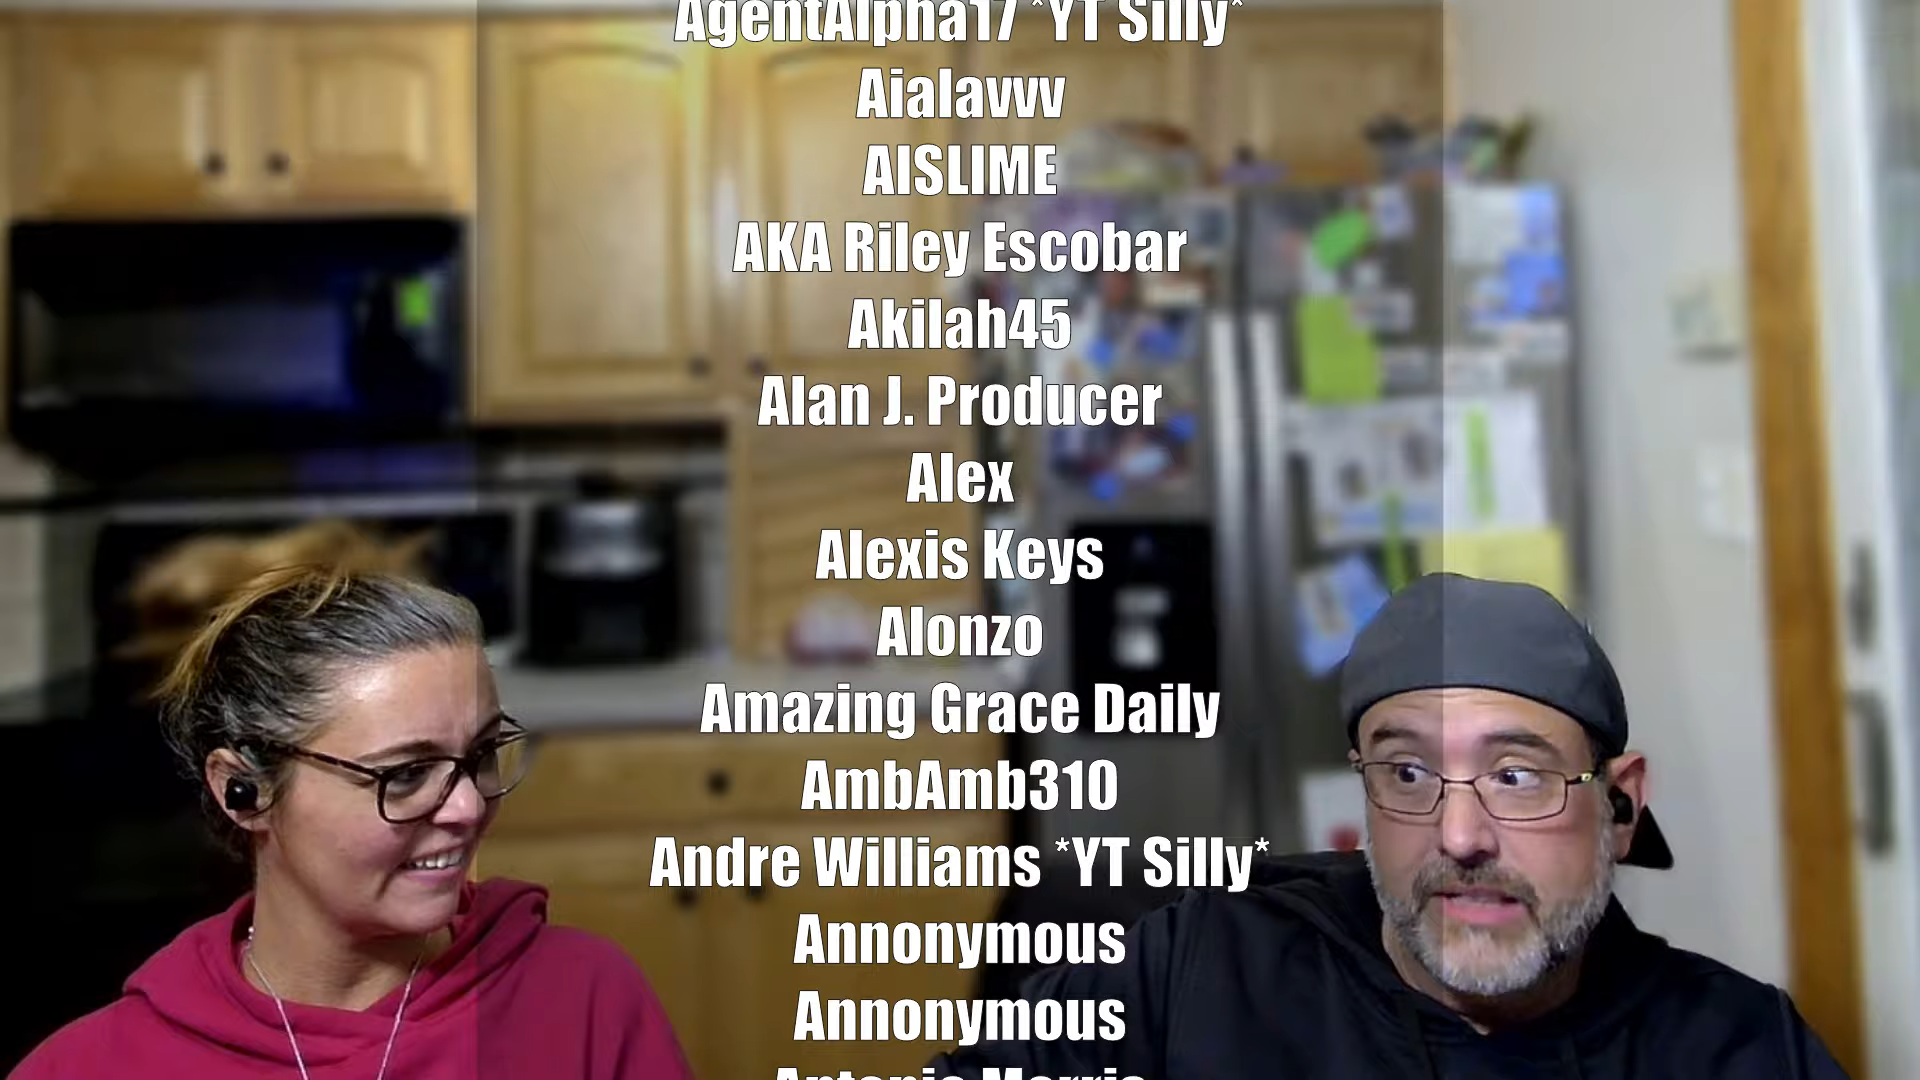 AgentAlpha17 *YT Silly*
Aialavvv
AISLIME
AKA Riley Escobar
Akilah45
Alan J. Producer
Alex
Alexis Keys
Alonzo
Amazing Grace Daily
AmbAmb310
Andre Williams *YT Silly*
Annonymous
Annonymous